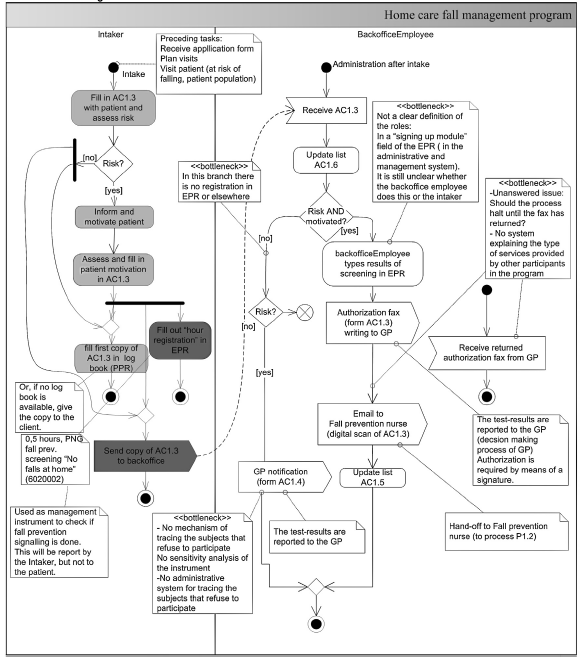 Home care fall management program
Intaker
BackofficeEmployee
Preceding tasks:
Receive appllication form
Plan visits
Visit patient (at risk of
falling, patient population)
Intake
Fill in AC1.3
with patient and
assess risk
[no]
Risk?
[yes]
Inform and
motivate patient
Assess and fill in
patient motivation
in AC1.3
fill first copy of
AC1.3 in log
book (PPR)
Fill out "hour
registration" in
EPR
Or, if no log
book is
available, give
the copy to the
client.
0,5 hours, PNG
fall prev.
screening "No
falls at home"
(6020002)
Send copy of AC1.3
to backoffice
Used as management
instrument to check if
fall prevention
signalling is done.
This will be report by
the Intaker, but not to
the patient.
Administration after intake
Receive AC1.3
Update list
AC1.6
<<bottleneck>>
In this branch there
is no registration in
EPR or elsewhere
Risk AND
motivated?
[no]
[yes]
<<bottleneck>>
Not a clear definition of
the roles:
In a "signing up module"
field of the EPR ( in the
administrative and
management system).
It is still unclear whether
the backoffice employee
does this or the intaker
<<bottleneck>>
-Unanswered issue:
Should the process
halt until the fax has
returned?
- No system
explaining the type
of services provided
by other participants
in the program
backofficeEmployee
types results of
screening in EPR
Risk?
[no]
[yes]
Authorization fax
(form AC1.3)
writing to GP
Receive returned
authorization fax from GP
Email to
Fall prevention nurse
(digital scan of AC1.3)
The test-results are
reported to the GP
(decsion making
process of GP)
Authorization is
required by means of a
signature.
GP notification
(form AC1.4)
Update list
AC1.5
<<bottleneck>>
- No mechanism of
tracing the subjects that
refuse to participate
No sensitivity analysis of
the instrument
-No administrative
system for tracing the
subjects that refuse to
participate
The test-results are
reported to the GP
Hand-off to Fall prevention
nurse (to process P1.2)